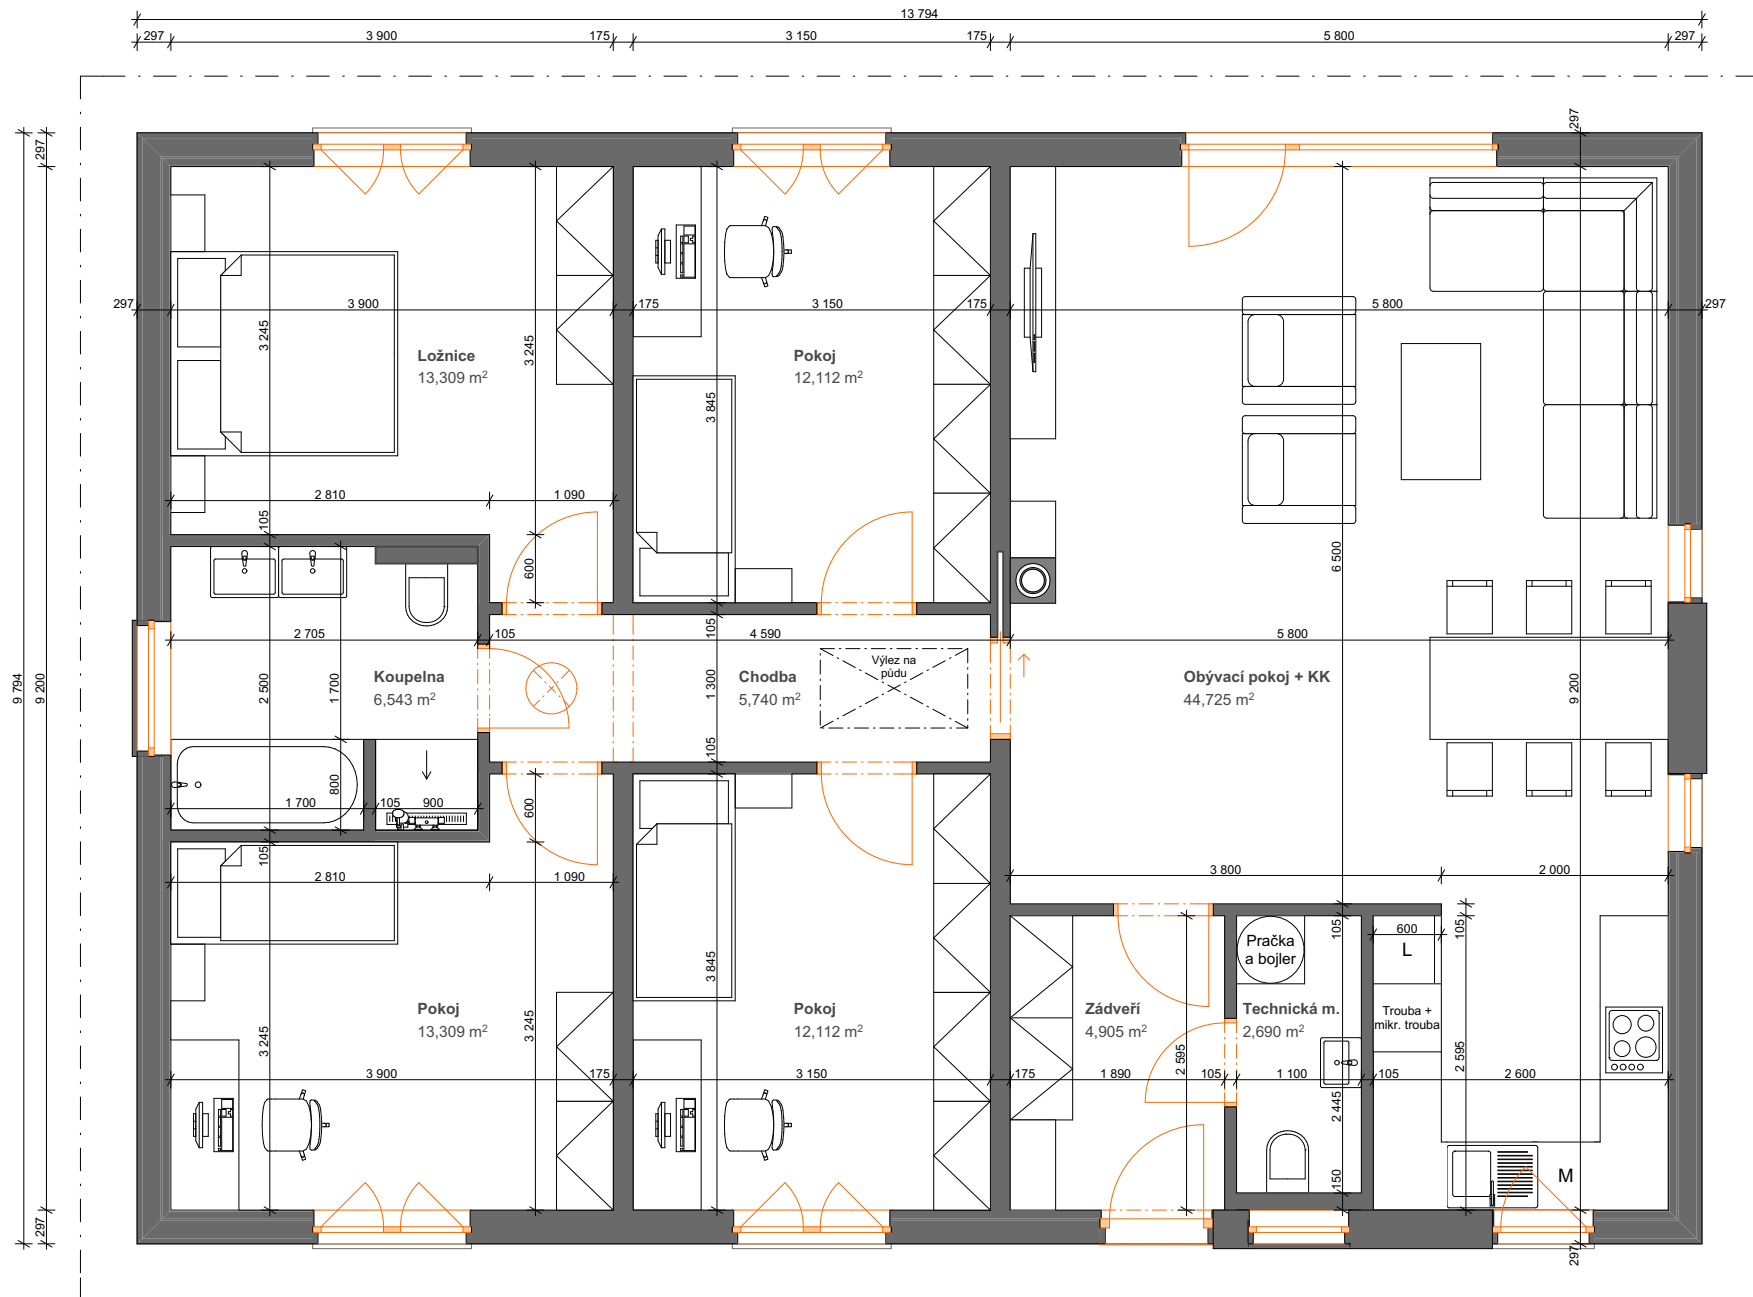 13 794
297
3 900
175
3 150
175
5 800
297
297
297
9 794
9 200
297
3 900
175
3 150
175
5 800
297
3 245
3 245
3 845
Ložnice
13,309 m²
Pokoj
12,112 m²
2 810
1 090
105
600
6 500
2 705
105
4 590
105
5 800
Výlez na
půdu
Koupelna
6,543 m²
Chodba
5,740 m²
Obývací pokoj + KK
44,725 m²
2 500
1 700
1 300
9 200
105
800
1 700
105
900
600
105
2 810
1 090
3 800
2 000
105
105
600
L
Pračka
a bojler
3 845
Pokoj
13,309 m²
Pokoj
12,112 m²
Zádveří
4,905 m²
Technická m.
2,690 m²
Trouba +
mikr. trouba
3 245
3 245
2 595
2 595
3 900
175
3 150
175
1 890
105
1 100
105
2 600
2 445
150
M
297
297